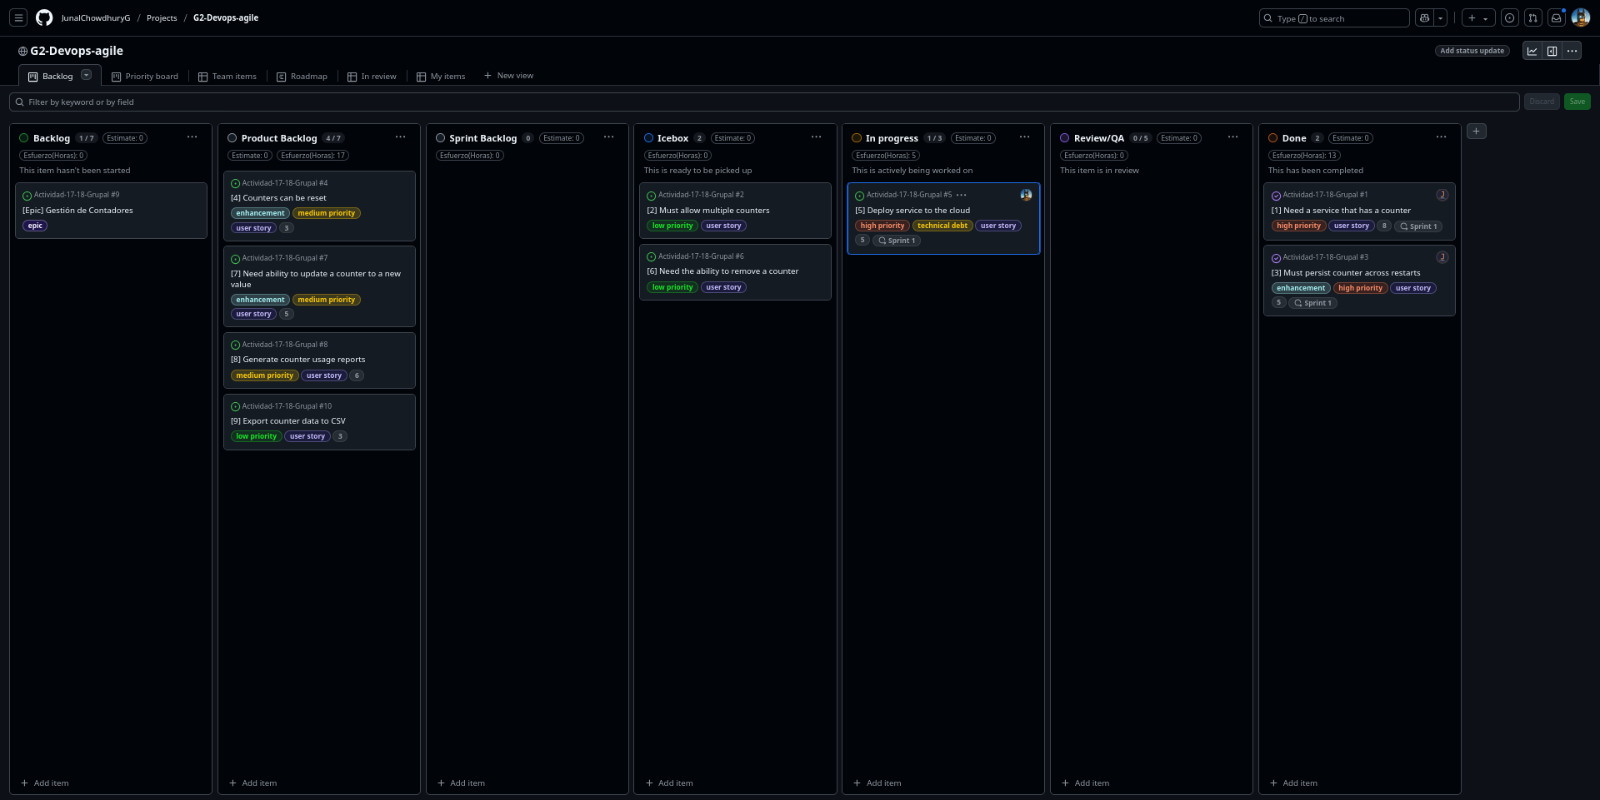 JunalChowdhuryG / Projects / G2-Devops-agile
Type / to search
G2-Devops-agile
Add status update
Backlog
Priority board
Team items
Roadmap
In review
My items
New view
Filter by keyword or by field
Discard
Save
Backlog 1 / 7 Estimate: 0
Esfuerzo(Horas): 0
This item hasn't been started
Actividad-17-18-Grupal #9
[Epic] Gestión de Contadores
epic
Add item
Product Backlog 4 / 7
Estimate: 0 Esfuerzo(Horas): 17
Actividad-17-18-Grupal #4
[4] Counters can be reset
enhancement medium priority
user story 3
Actividad-17-18-Grupal #7
[7] Need ability to update a counter to a new
value
enhancement medium priority
user story 5
Actividad-17-18-Grupal #8
[8] Generate counter usage reports
medium priority user story 6
Actividad-17-18-Grupal #10
[9] Export counter data to CSV
low priority user story 3
Add item
Sprint Backlog 0 Estimate: 0
Esfuerzo(Horas): 0
Add item
Icebox 2 Estimate: 0
Esfuerzo(Horas): 0
This is ready to be picked up
Actividad-17-18-Grupal #2
[2] Must allow multiple counters
low priority user story
Actividad-17-18-Grupal #6
[6] Need the ability to remove a counter
low priority user story
Add item
In progress 1 / 3 Estimate: 0
Esfuerzo(Horas): 5
This is actively being worked on
Actividad-17-18-Grupal #5
[5] Deploy service to the cloud
high priority technical debt user story
5 Sprint 1
Add item
Review/QA 0 / 5 Estimate: 0
Esfuerzo(Horas): 0
This item is in review
Add item
Done 2 Estimate: 0
Esfuerzo(Horas): 13
This has been completed
Actividad-17-18-Grupal #1 J
[1] Need a service that has a counter
high priority user story 8 Sprint 1
Actividad-17-18-Grupal #3 J
[3] Must persist counter across restarts
enhancement high priority user story
5 Sprint 1
Add item